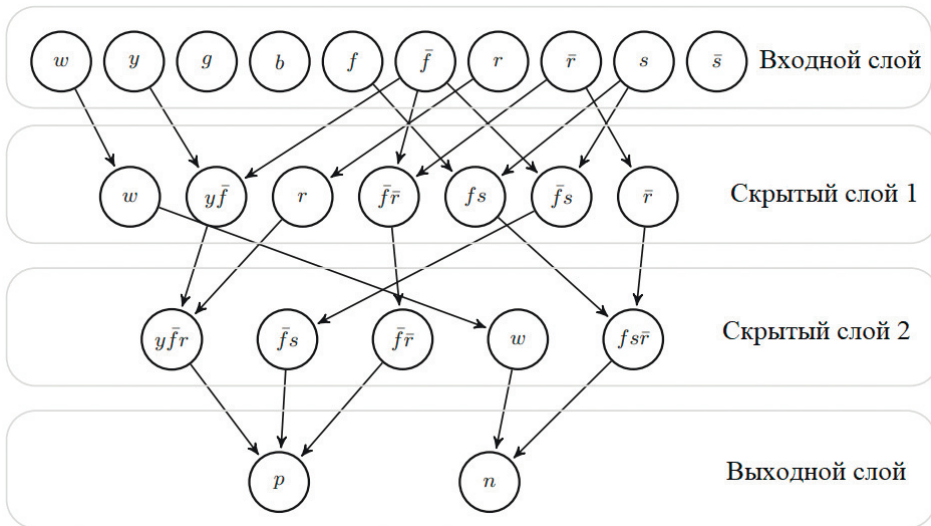 w y g b f f̄ r r̄ s s̄ Входной слой
w yf̄ r f̄r̄ fs f̄s r̄ Скрытый слой 1
yf̄r f̄s f̄r̄ w fsr̄ Скрытый слой 2
p n Выходной слой